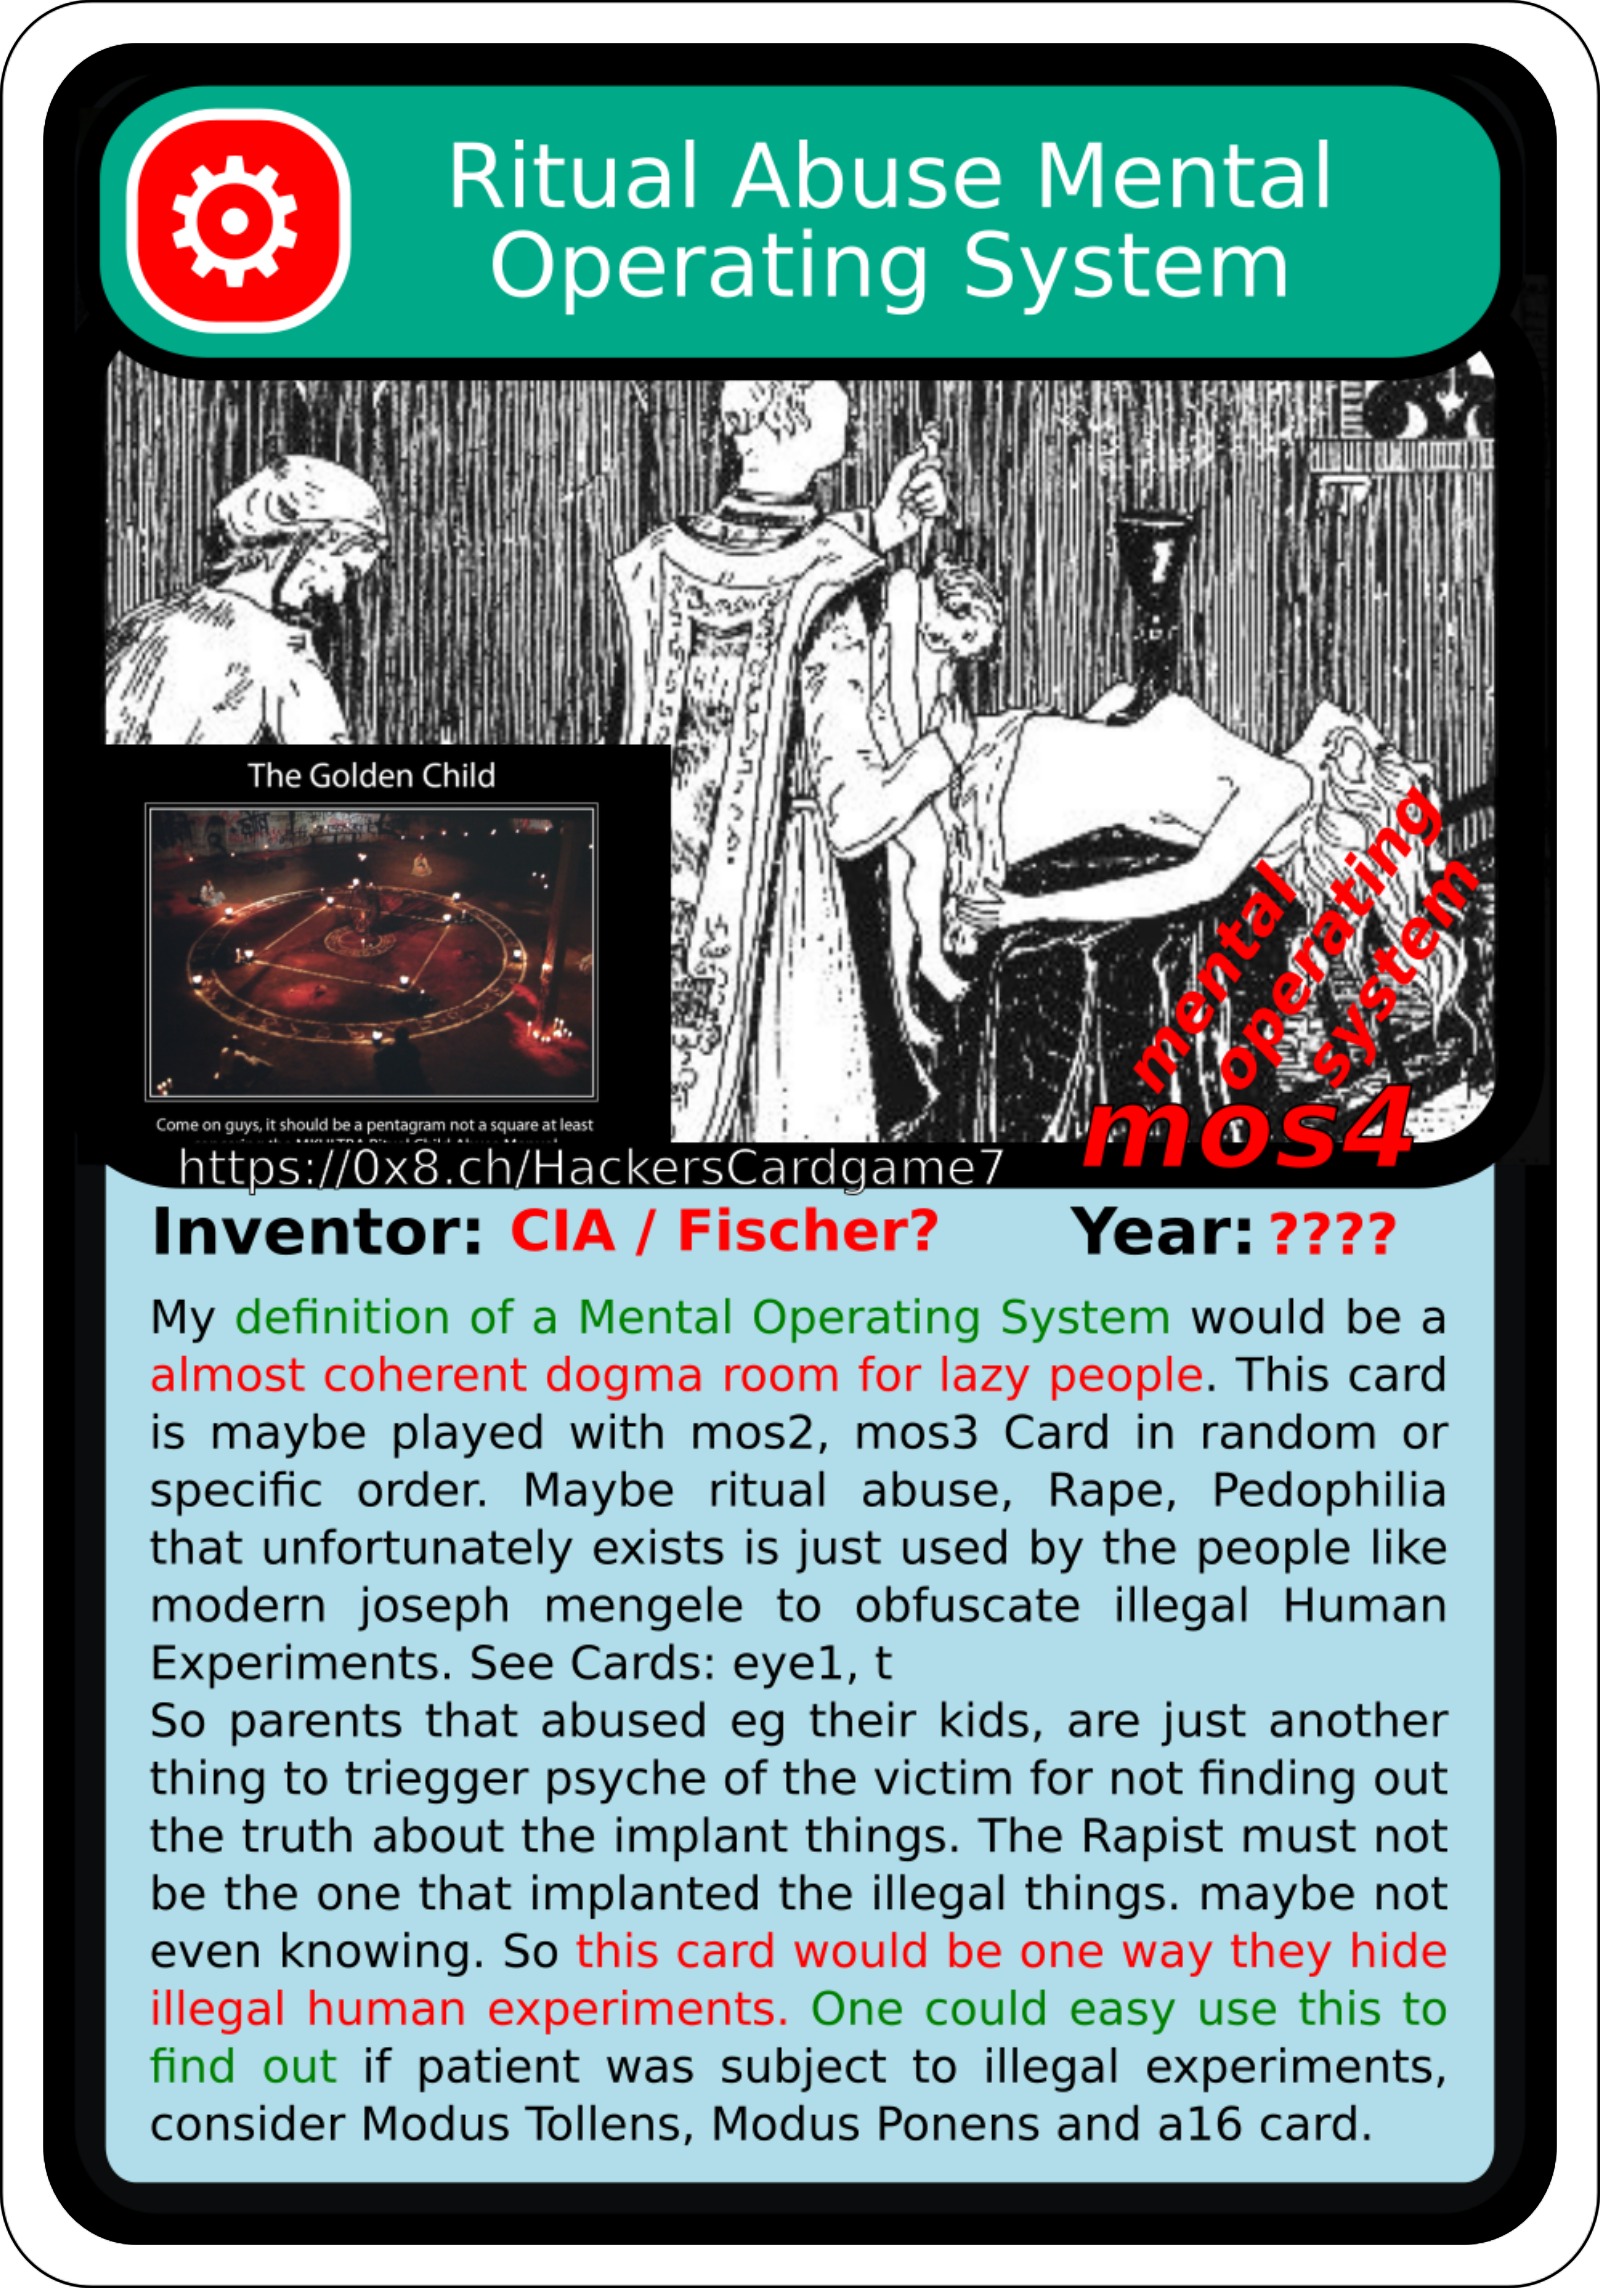 Ritual Abuse Mental
Operating System
The Golden Child
Come on guys, it should be a pentagram not a square at least
mental
operating
system
mos4
https://0x8.ch/HackersCardgame7
Inventor: CIA / Fischer? Year: ????
My definition of a Mental Operating System would be a
almost coherent dogma room for lazy people. This card
is maybe played with mos2, mos3 Card in random or
specific order. Maybe ritual abuse, Rape, Pedophilia
that unfortunately exists is just used by the people like
modern joseph mengele to obfuscate illegal Human
Experiments. See Cards: eye1, t
So parents that abused eg their kids, are just another
thing to triegger psyche of the victim for not finding out
the truth about the implant things. The Rapist must not
be the one that implanted the illegal things. maybe not
even knowing. So this card would be one way they hide
illegal human experiments. One could easy use this to
find out if patient was subject to illegal experiments,
consider Modus Tollens, Modus Ponens and a16 card.